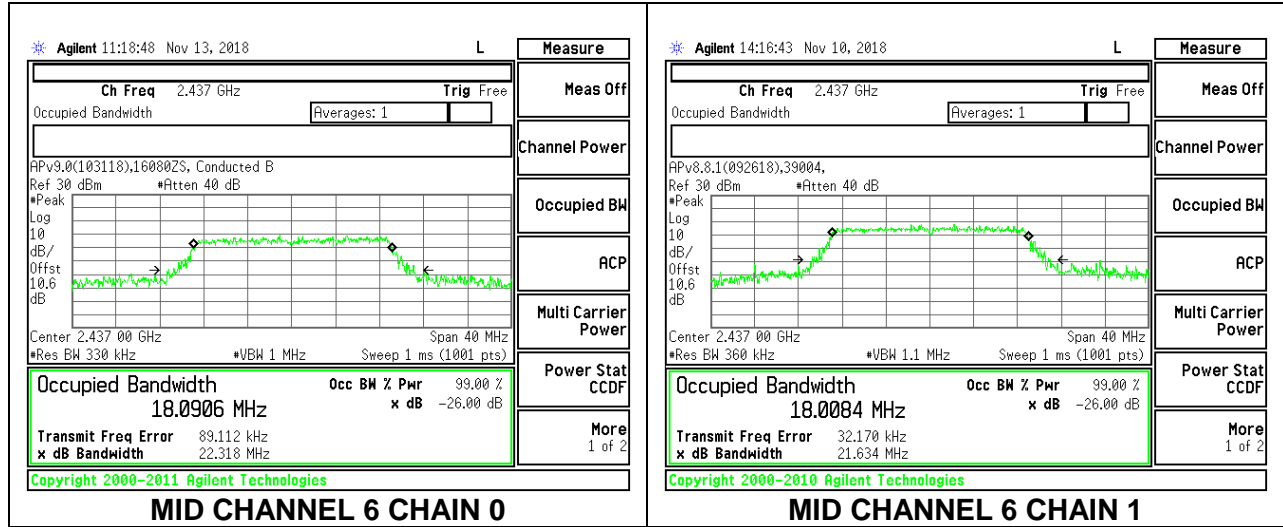 Agilent 11:18:48 Nov 13, 2018 L
Measure
Ch Freq 2.437 GHz Trig Free
Occupied Bandwidth Averages: 1
APv9.0(103118),16080ZS, Conducted B
Ref 30 dBm #Atten 40 dB
#Peak
Log
10
dB/
Offst
10.6
dB
Center 2.437 00 GHz Span 40 MHz
#Res BW 330 kHz #VBW 1 MHz Sweep 1 ms (1001 pts)
Occupied Bandwidth Occ BW % Pwr 99.00 %
18.0906 MHz x dB -26.00 dB
Transmit Freq Error 89.112 kHz
x dB Bandwidth 22.318 MHz
Copyright 2000-2011 Agilent Technologies
Meas Off
Channel Power
Occupied BW
ACP
Multi Carrier
Power
Power Stat
CCDF
More
1 of 2
MID CHANNEL 6 CHAIN 0
Agilent 14:16:43 Nov 10, 2018 L
Measure
Ch Freq 2.437 GHz Trig Free
Occupied Bandwidth Averages: 1
APv8.8.1(092618),39004,
Ref 30 dBm #Atten 40 dB
#Peak
Log
10
dB/
Offst
10.6
dB
Center 2.437 00 GHz Span 40 MHz
#Res BW 360 kHz #VBW 1.1 MHz Sweep 1 ms (1001 pts)
Occupied Bandwidth Occ BW % Pwr 99.00 %
18.0084 MHz x dB -26.00 dB
Transmit Freq Error 32.170 kHz
x dB Bandwidth 21.634 MHz
Copyright 2000-2010 Agilent Technologies
Meas Off
Channel Power
Occupied BW
ACP
Multi Carrier
Power
Power Stat
CCDF
More
1 of 2
MID CHANNEL 6 CHAIN 1